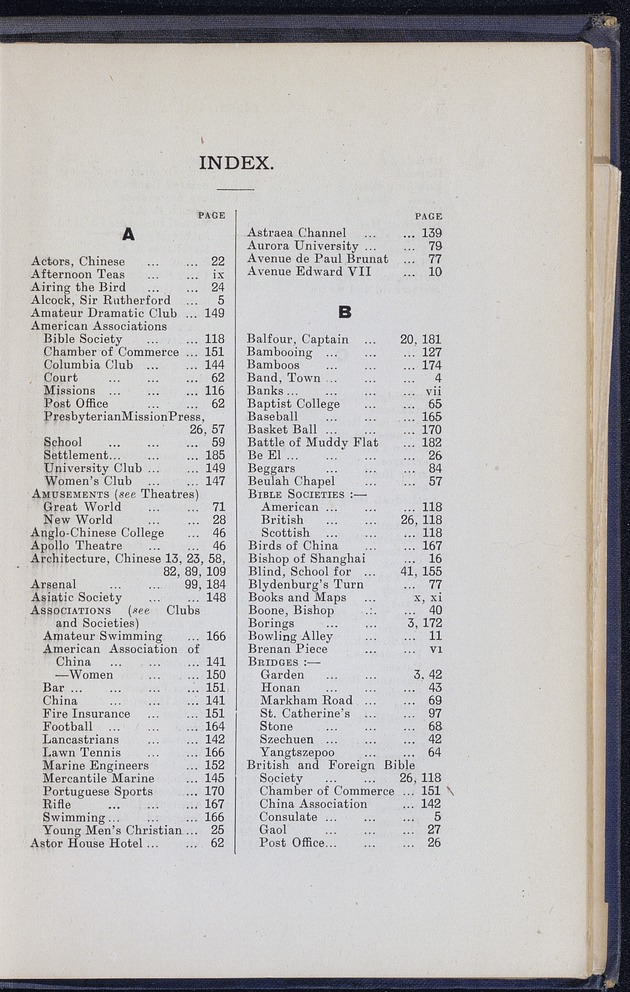 INDEX.
PAGE
A
Actors, Chinese ... ... 22
Afternoon Teas ... ... ix
Airing the Bird ... ... 24
Alcock, Sir Rutherford ... 5
Amateur Dramatic Club ... 149
American Associations
Bible Society ... ... 118
Chamber of Commerce ... 151
Columbia Club ... ... 144
Court ... ... ... 62
Missions ... ... ... 116
Post Office ... ... 62
PresbyterianMissionPress,
26, 57
School ... ... ... 59
Settlement... ... ... 185
University Club ... ... 149
Women's Club ... ... 147
AMUSEMENTS (see Theatres)
Great World ... ... 71
New World ... ... 28
Anglo-Chinese College ... 46
Apollo Theatre ... ... 46
Architecture, Chinese 13, 23, 58,
82, 89, 109
Arsenal ... ... 99, 184
Asiatic Society ... ... 148
ASSOCIATIONS (see Clubs
and Societies)
Amateur Swimming ... 166
American Association of
China ... ... ... 141
—Women ... ... 150
Bar ... ... ... ... 151
China ... ... ... 141
Fire Insurance ... ... 151
Football ... ... ... 164
Lancastrians ... ... 142
Lawn Tennis ... ... 166
Marine Engineers ... 152
Mercantile Marine ... 145
Portuguese Sports ... 170
Rifle ... ... ... 167
Swimming... ... ... 166
Young Men's Christian ... 25
Astor House Hotel ... ... 62
PAGE
Astraea Channel ... ... 139
Aurora University ... ... 79
Avenue de Paul Brunat ... 77
Avenue Edward VII ... 10
B
Balfour, Captain ... 20, 181
Bambooing ... ... ... 127
Bamboos ... ... ... 174
Band, Town ... ... ... 4
Banks ... ... ... ... vii
Baptist College ... ... 65
Baseball ... ... ... 165
Basket Ball ... ... ... 170
Battle of Muddy Flat ... 182
Be El ... ... ... ... 26
Beggars ... ... ... 84
Beulah Chapel ... ... 57
BIBLE SOCIETIES :—
American ... ... ... 118
British ... ... 26, 118
Scottish ... ... ... 118
Birds of China ... ... 167
Bishop of Shanghai ... 16
Blind, School for ... 41, 155
Blydenburg's Turn ... 77
Books and Maps ... x, xi
Boone, Bishop ... ... 40
Borings ... ... 3, 172
Bowling Alley ... ... 11
Brenan Piece ... ... vi
BRIDGES :—
Garden ... ... 3, 42
Honan ... ... ... 43
Markham Road ... ... 69
St. Catherine's ... ... 97
Stone ... ... ... 68
Szechuen ... ... ... 42
Yangtszepoo ... ... 64
British and Foreign Bible
Society ... ... 26, 118
Chamber of Commerce ... 151
China Association ... 142
Consulate ... ... ... 5
Gaol ... ... ... 27
Post Office... ... ... 26